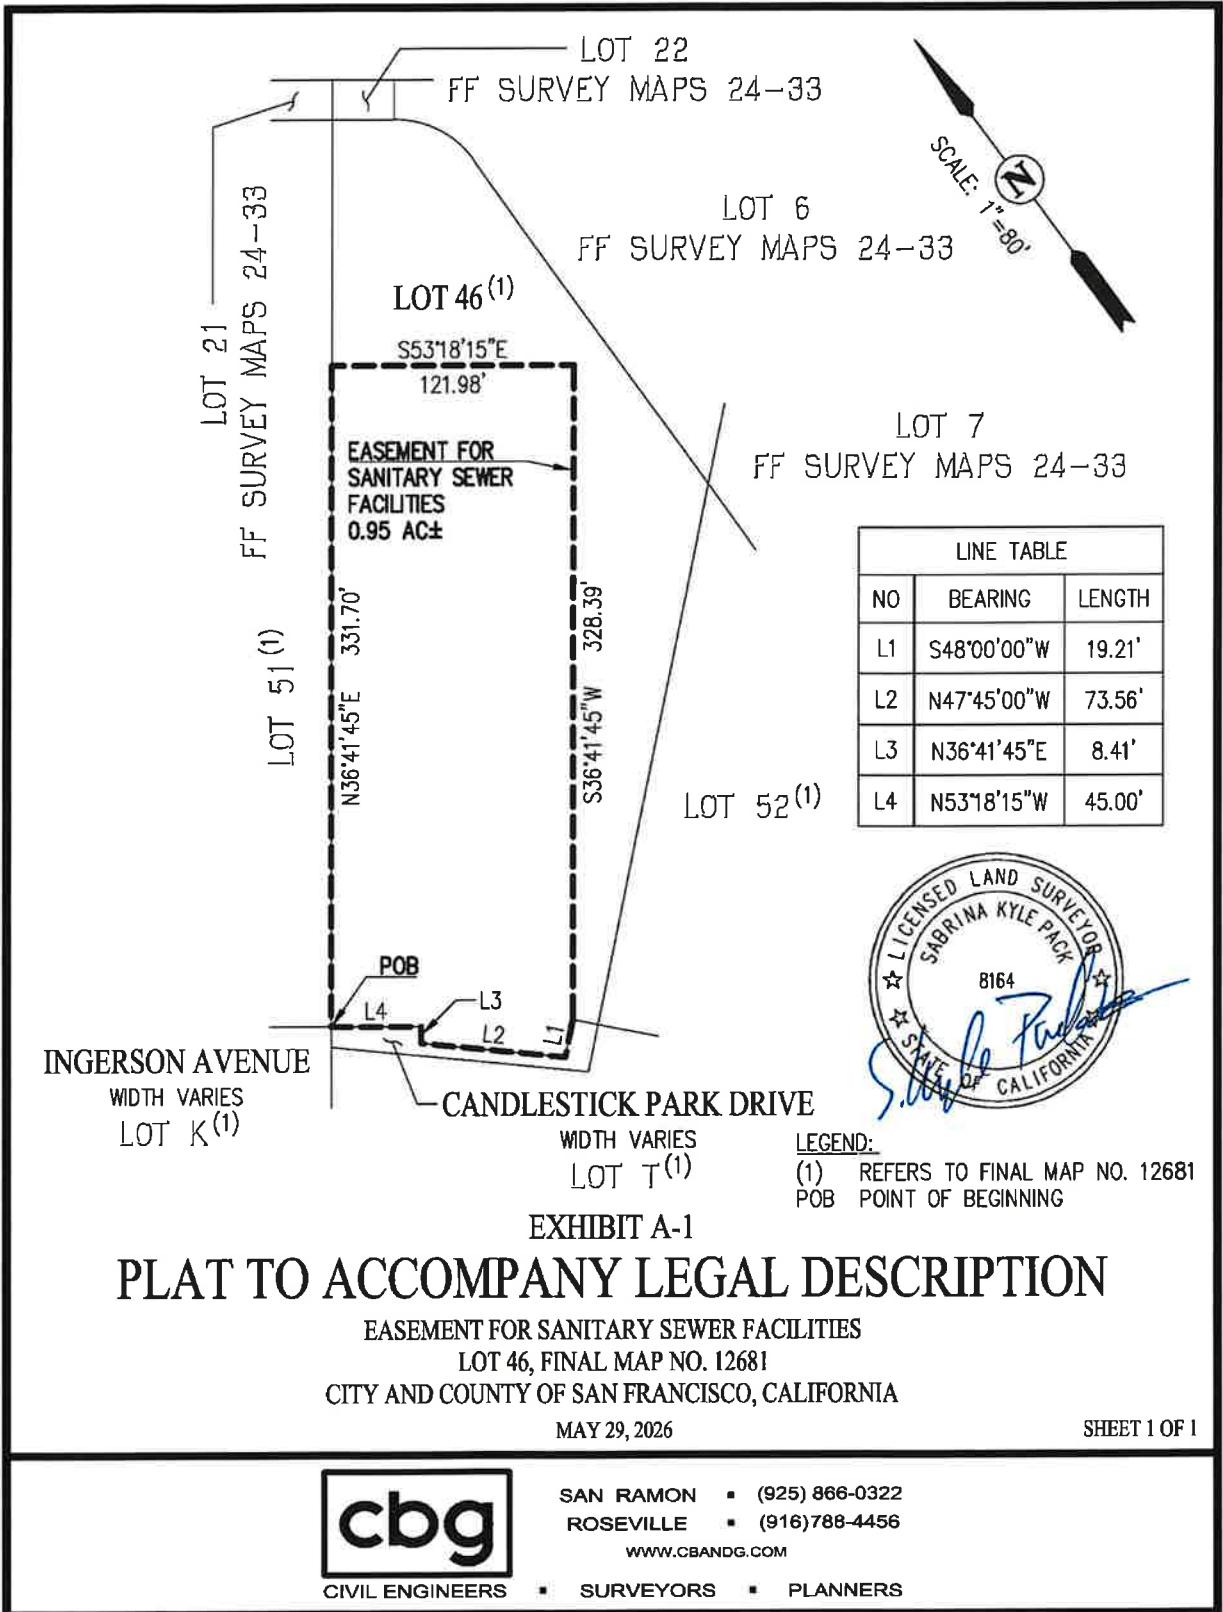 LOT 22
FF SURVEY MAPS 24-33
SCALE: 1"=80'
N
LOT 6
FF SURVEY MAPS 24-33
LOT 21
FF SURVEY MAPS 24-33
LOT 46(1)
S53°18'15"E
121.98'
LOT 7
FF SURVEY MAPS 24-33
EASEMENT FOR
SANITARY SEWER
FACILITIES
0.95 AC±
LINE TABLE
NO BEARING LENGTH
L1 S48°00'00"W 19.21'
L2 N47°45'00"W 73.56'
L3 N36°41'45"E 8.41'
L4 N53°18'15"W 45.00'
N36°41'45"E 331.70'
S36°41'45"W 328.39'
LOT 51(1)
LOT 52(1)
LICENSED LAND SURVEYOR
SABRINA KYLE PACK
8164
STATE OF CALIFORNIA
POB
L4
L3
L2
L1
INGERSON AVENUE
WIDTH VARIES
LOT K(1)
CANDLESTICK PARK DRIVE
WIDTH VARIES
LOT T(1)
LEGEND:
(1) REFERS TO FINAL MAP NO. 12681
POB POINT OF BEGINNING
EXHIBIT A-1
PLAT TO ACCOMPANY LEGAL DESCRIPTION
EASEMENT FOR SANITARY SEWER FACILITIES
LOT 46, FINAL MAP NO. 12681
CITY AND COUNTY OF SAN FRANCISCO, CALIFORNIA
MAY 29, 2026
SHEET 1 OF 1
cbg
SAN RAMON ▪ (925) 866-0322
ROSEVILLE ▪ (916)788-4456
WWW.CBANDG.COM
CIVIL ENGINEERS ▪ SURVEYORS ▪ PLANNERS